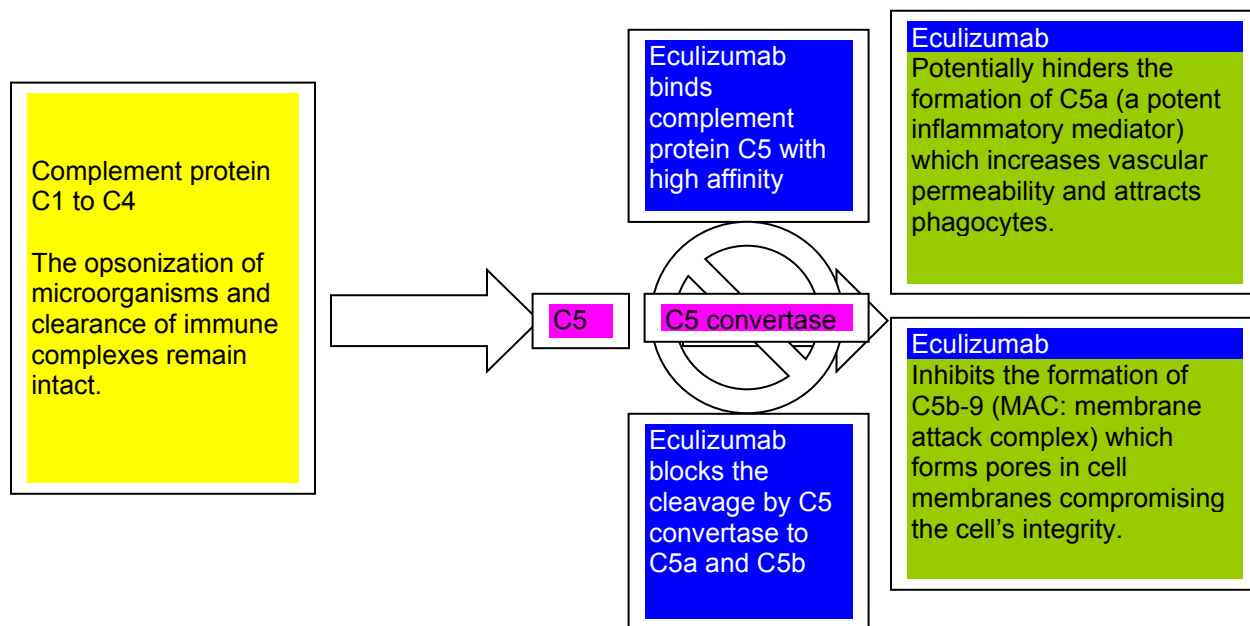 Complement protein
C1 to C4
The opsonization of
microorganisms and
clearance of immune
complexes remain
intact.
C5
Eculizumab
binds
complement
protein C5 with
high affinity
C5 convertase
Eculizumab
blocks the
cleavage by C5
convertase to
C5a and C5b
Eculizumab
Potentially hinders the
formation of C5a (a potent
inflammatory mediator)
which increases vascular
permeability and attracts
phagocytes.
Eculizumab
Inhibits the formation of
C5b-9 (MAC: membrane
attack complex) which
forms pores in cell
membranes compromising
the cell’s integrity.